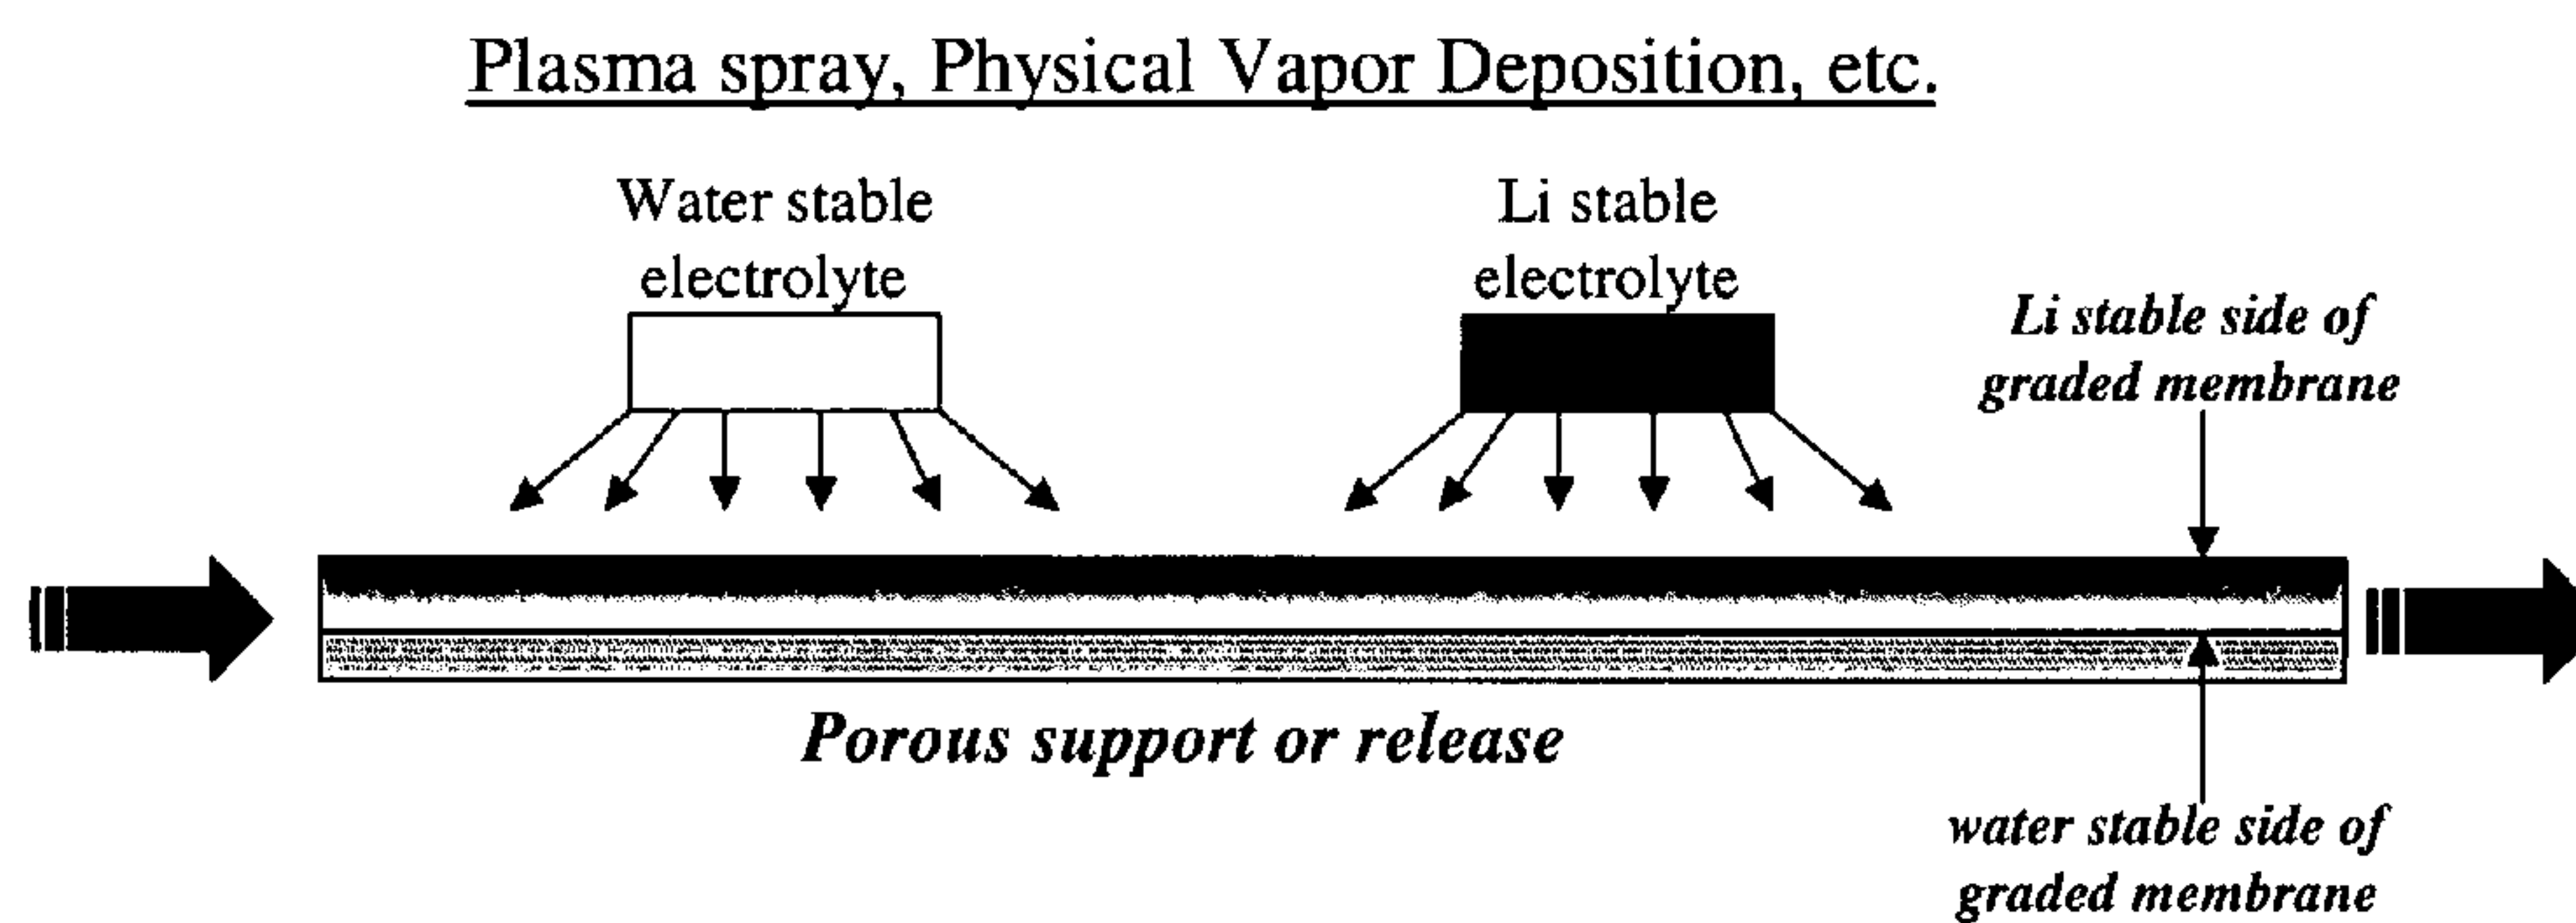 Plasma spray, Physical Vapor Deposition, etc.
Water stable
electrolyte
Li stable
electrolyte
Li stable side of
graded membrane
Porous support or release
water stable side of
graded membrane